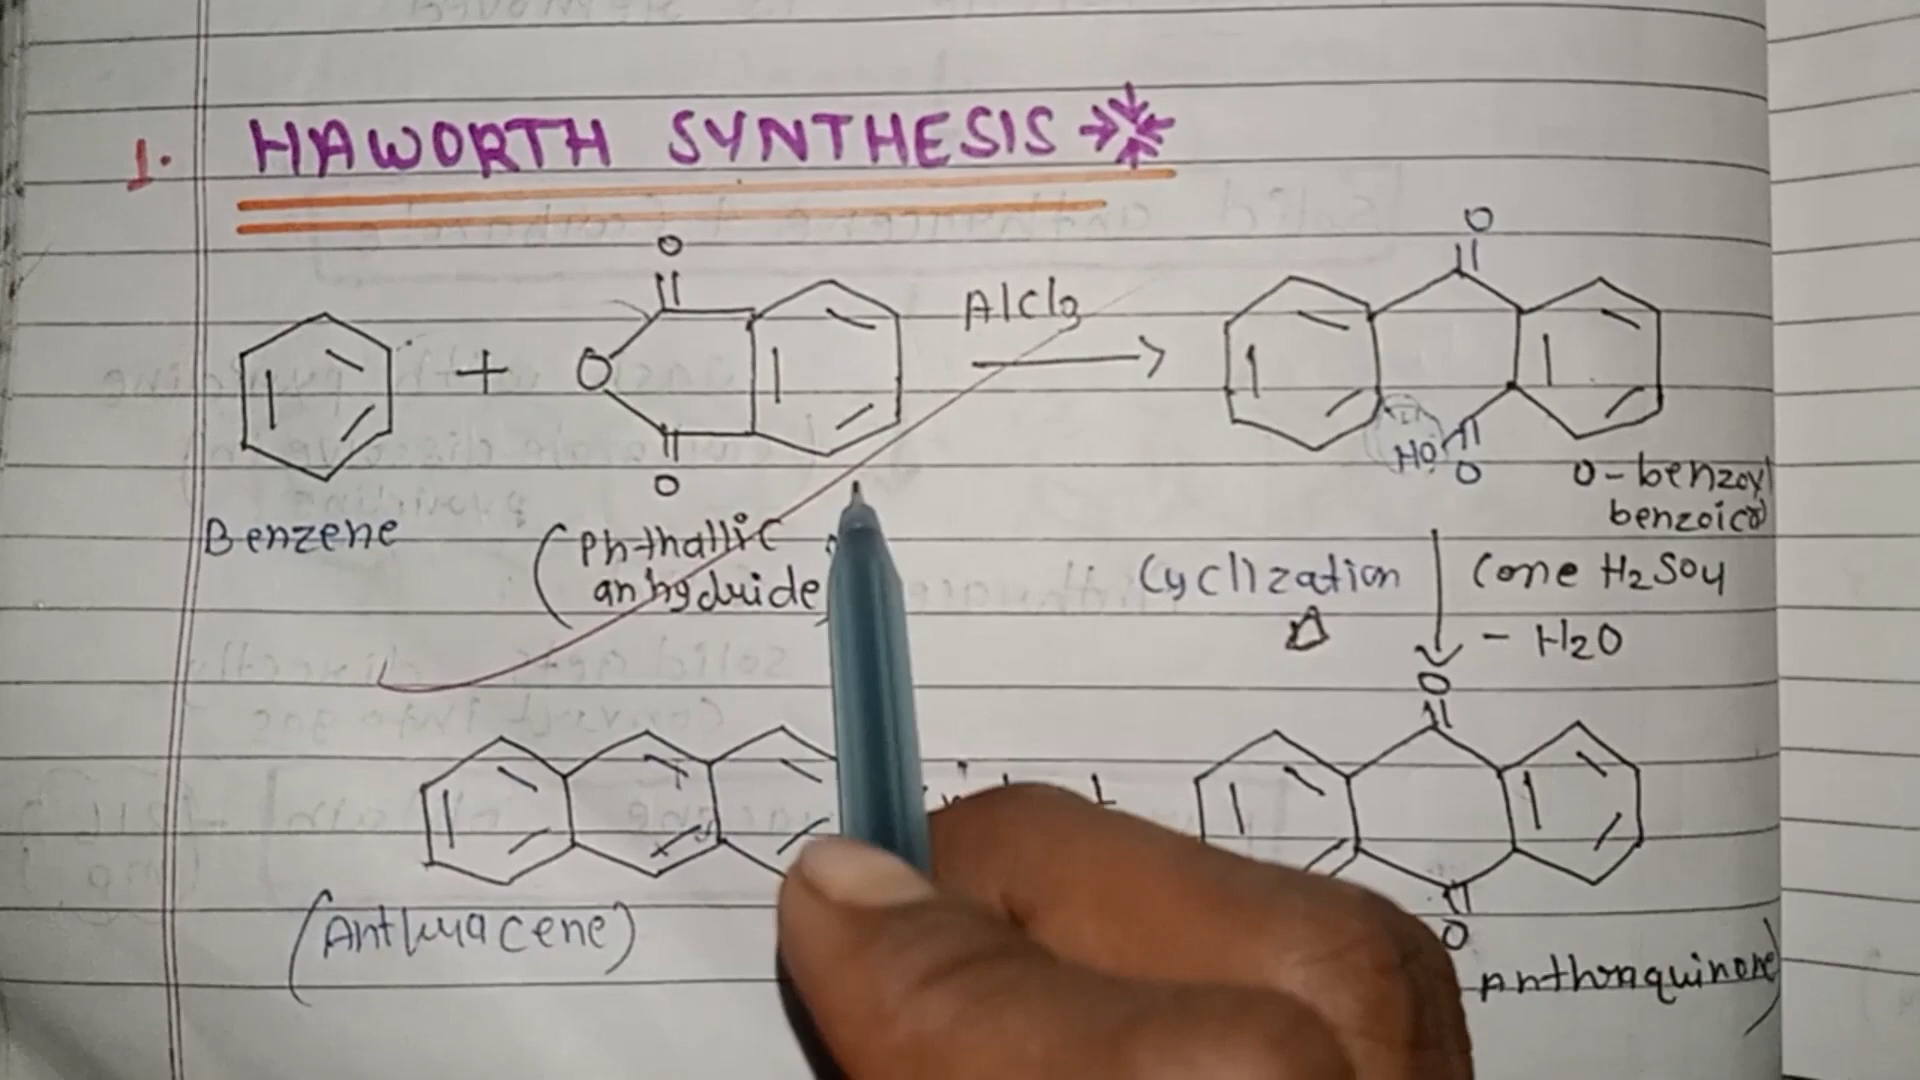 1. HAWORTH SYNTHESIS
O
O
O
Benzene
+
O
(Phthallic
anhydride)
AlCl3
O
HO
O
O-benzoyl
benzoic
Cyclization
Δ
Conc H2SO4
- H2O
O
O
Anthraquinone)
(Anthracene)